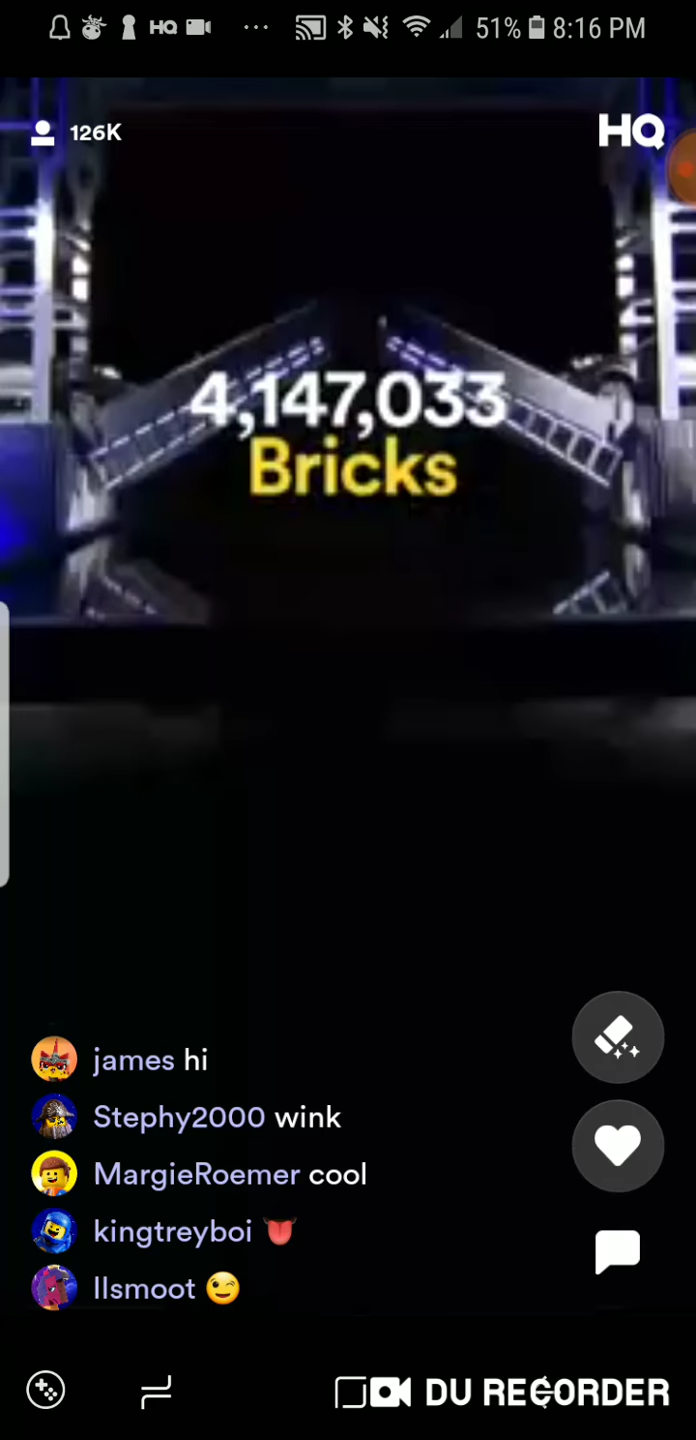 HQ 51% 8:16 PM
126K
HQ
4,147,033
Bricks
james hi
Stephy2000 wink
MargieRoemer cool
kingtreyboi 👅
llsmoot 😉
DU RECORDER